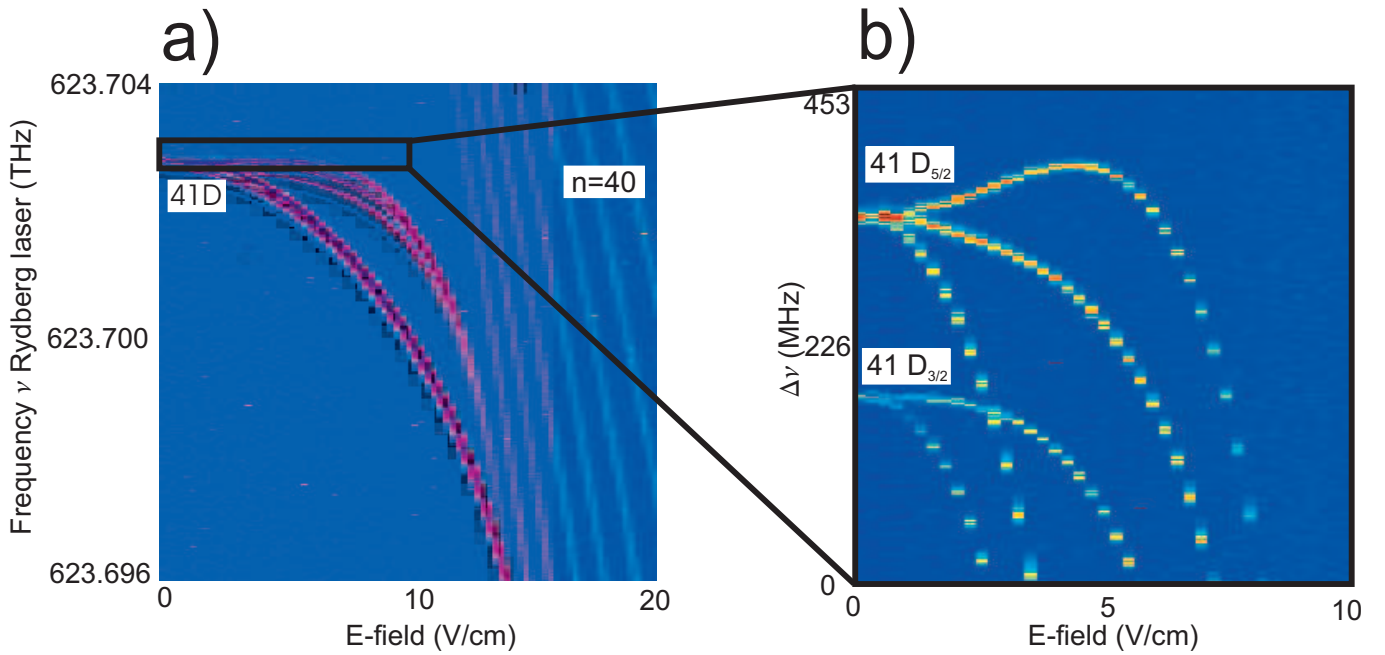 a)
b)
623.704
623.700
623.696
Frequency ν Rydberg laser (THz)
41D
n=40
0
10
20
E-field (V/cm)
453
226
0
Δν (MHz)
41 D5/2
41 D3/2
0
5
10
E-field (V/cm)